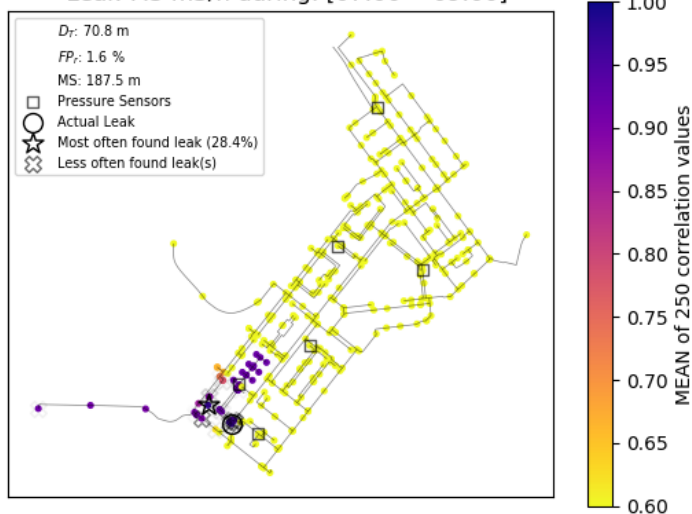 D_T: 70.8 m
FP_r: 1.6 %
MS: 187.5 m
Pressure Sensors
Actual Leak
Most often found leak (28.4%)
Less often found leak(s)
1.00
0.95
0.90
0.85
0.80
0.75
0.70
0.65
0.60
MEAN of 250 correlation values